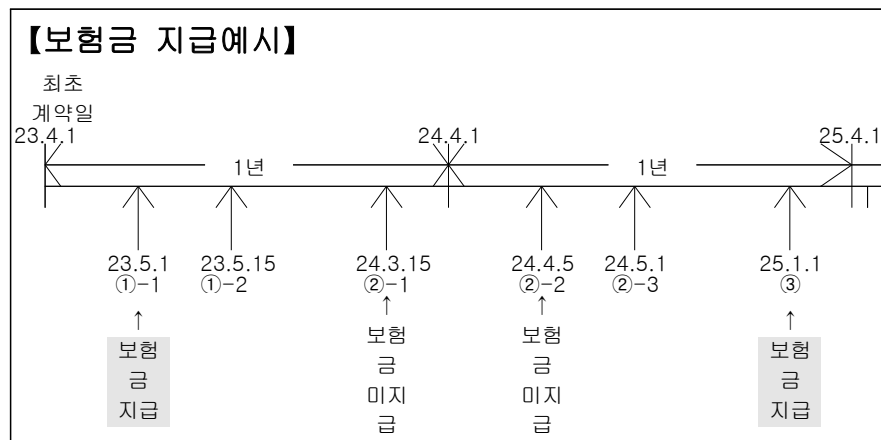 【보험금 지급예시】
최초
계약일
23.4.1 24.4.1 25.4.1
1년 1년
23.5.1 23.5.15 24.3.15 24.4.5 24.5.1 25.1.1
①-1 ①-2 ②-1 ②-2 ②-3 ③
↑ ↑ ↑ ↑
보험
금
지급
보험
금
미지
급
보험
금
미지
급
보험
금
지급